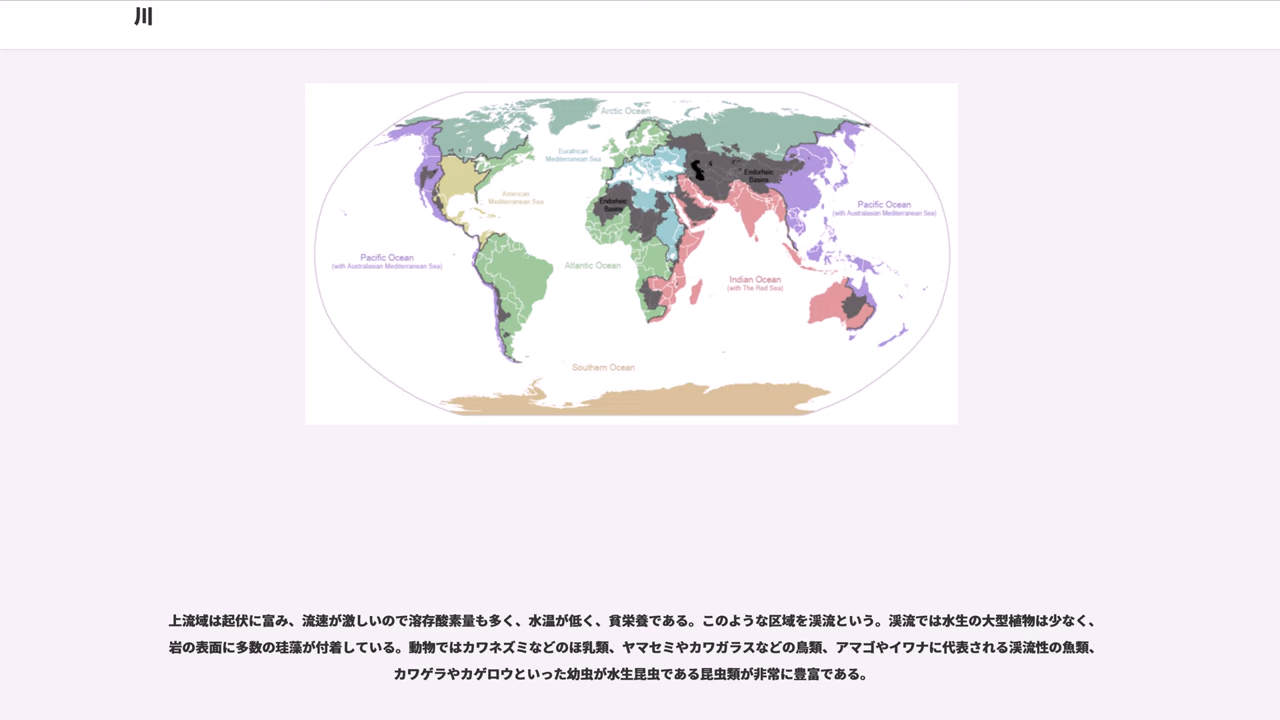 川
Arctic Ocean
Eurafrican
Mediterranean Sea
American
Mediterranean Sea
Endorheic
Basins
Endorheic
Basins
Pacific Ocean
(with Australasian Mediterranean Sea)
Pacific Ocean
(with Australasian Mediterranean Sea)
Atlantic Ocean
Indian Ocean
(with The Red Sea)
Southern Ocean
上流域は起伏に富み、流速が激しいので溶存酸素量も多く、水温が低く、貧栄養である。このような区域を渓流という。渓流では水生の大型植物は少なく、
岩の表面に多数の珪藻が付着している。動物ではカワネズミなどのほ乳類、ヤマセミやカワガラスなどの鳥類、アマゴやイワナに代表される渓流性の魚類、
カワゲラやカゲロウといった幼虫が水生昆虫である昆虫類が非常に豊富である。